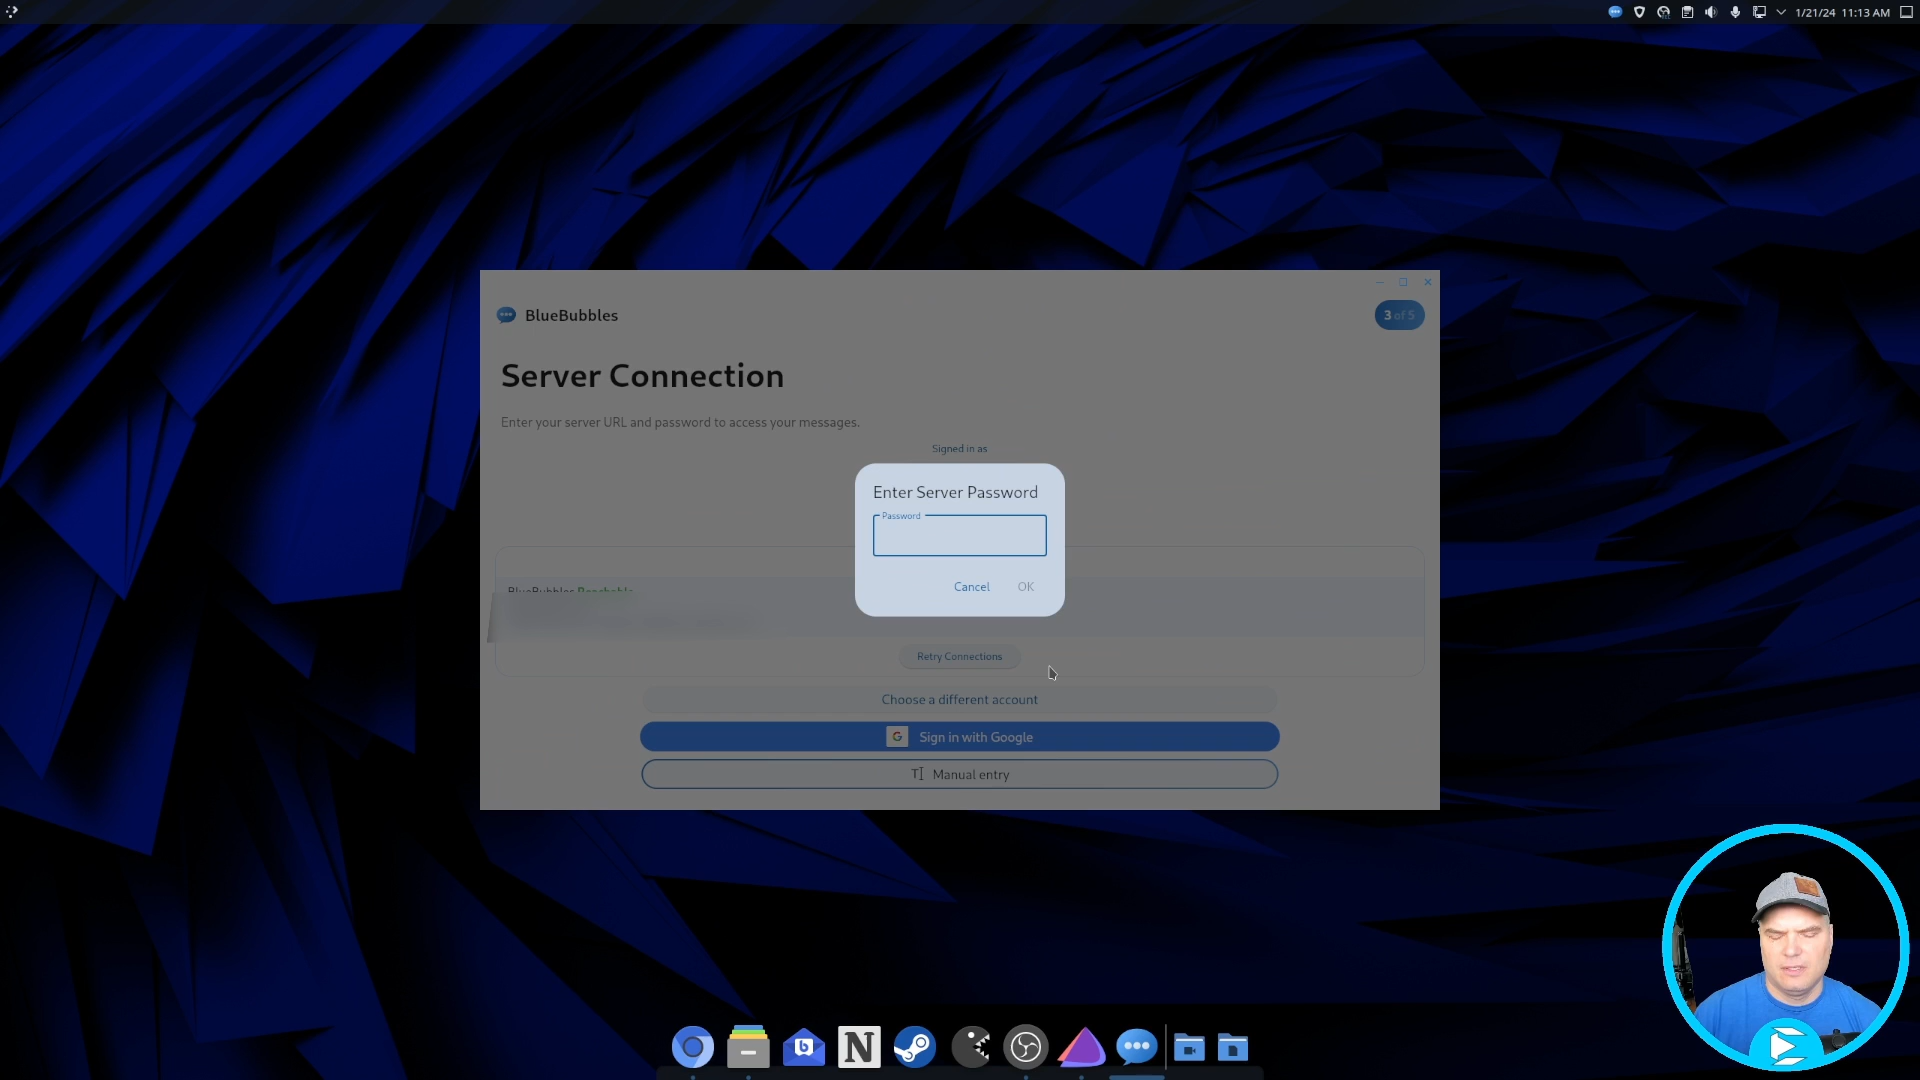 1/21/24 11:13 AM
BlueBubbles
3 of 5
Server Connection
Enter your server URL and password to access your messages.
Signed in as
Enter Server Password
Password
Cancel
OK
BlueBubbles Reachable
Retry Connections
Choose a different account
G Sign in with Google
Manual entry